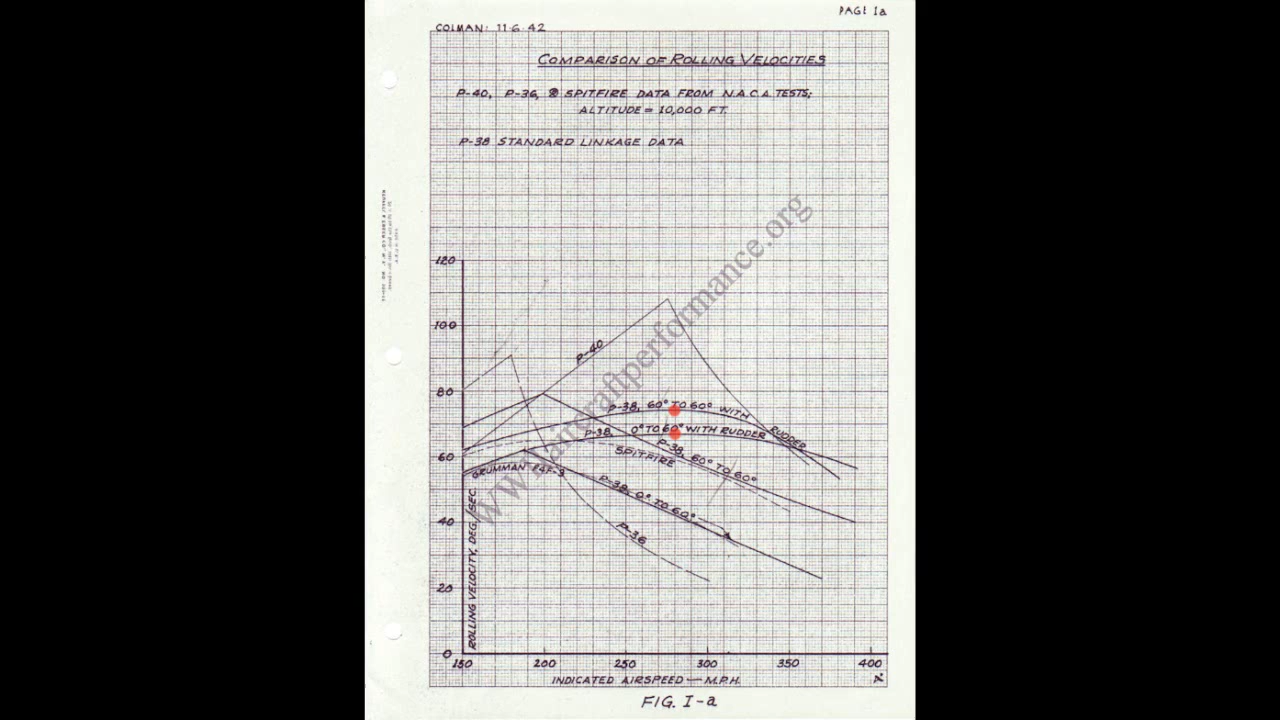 PAGE Ia
COLMAN: 11·6·42
COMPARISON OF ROLLING VELOCITIES
P-40, P-36, & SPITFIRE DATA FROM N.A.C.A. TESTS;
ALTITUDE = 10,000 FT.
P-38 STANDARD LINKAGE DATA
WWIIaircraftperformance.org
120
100
80
60
40
20
0
P-40
P-38, 60° TO 60° WITH RUDDER
P-38, 0° TO 60° WITH RUDDER
SPITFIRE
P-38, 60° TO 60°
GRUMMAN F4F-3
P-38, 0° TO 60°
P-36
ROLLING VELOCITY, DEG./SEC.
150 200 250 300 350 400
INDICATED AIRSPEED — M.P.H.
FIG. I-a